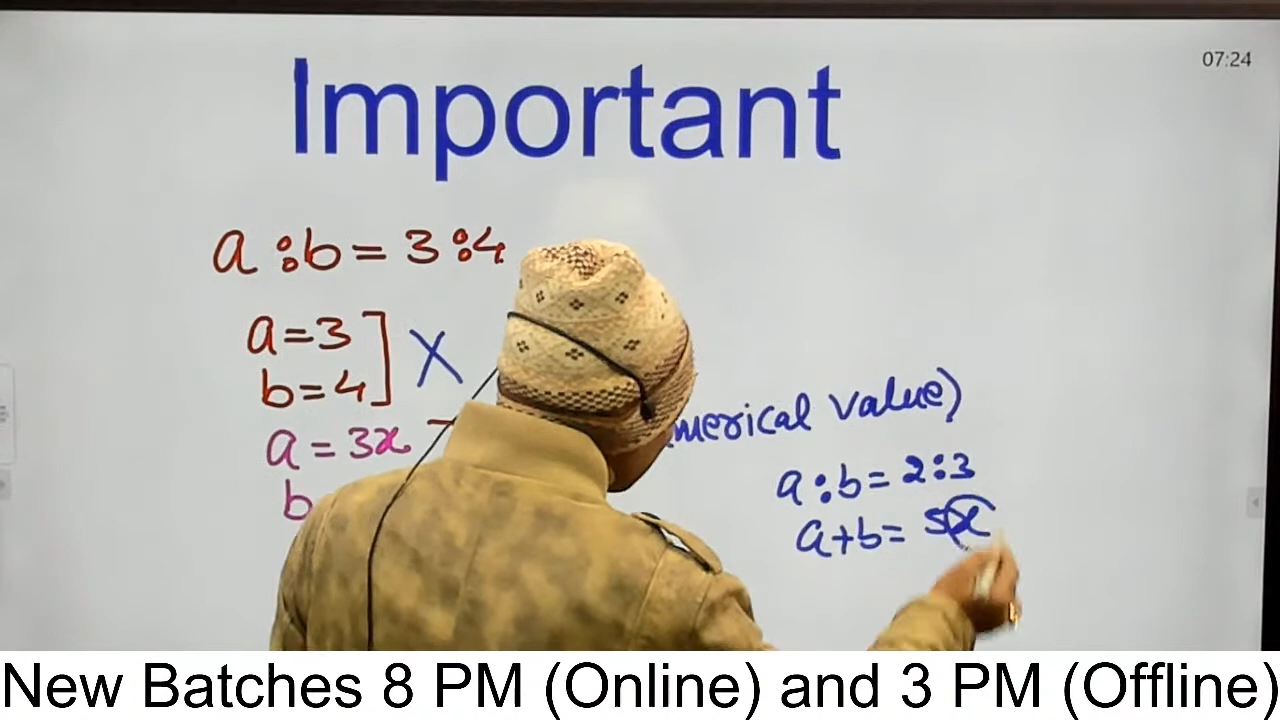 07:24
Important
a:b=3:4
a=3
b=4
X
a=3x
b
merical value)
a:b=2:3
a+b=5x
New Batches 8 PM (Online) and 3 PM (Offline)